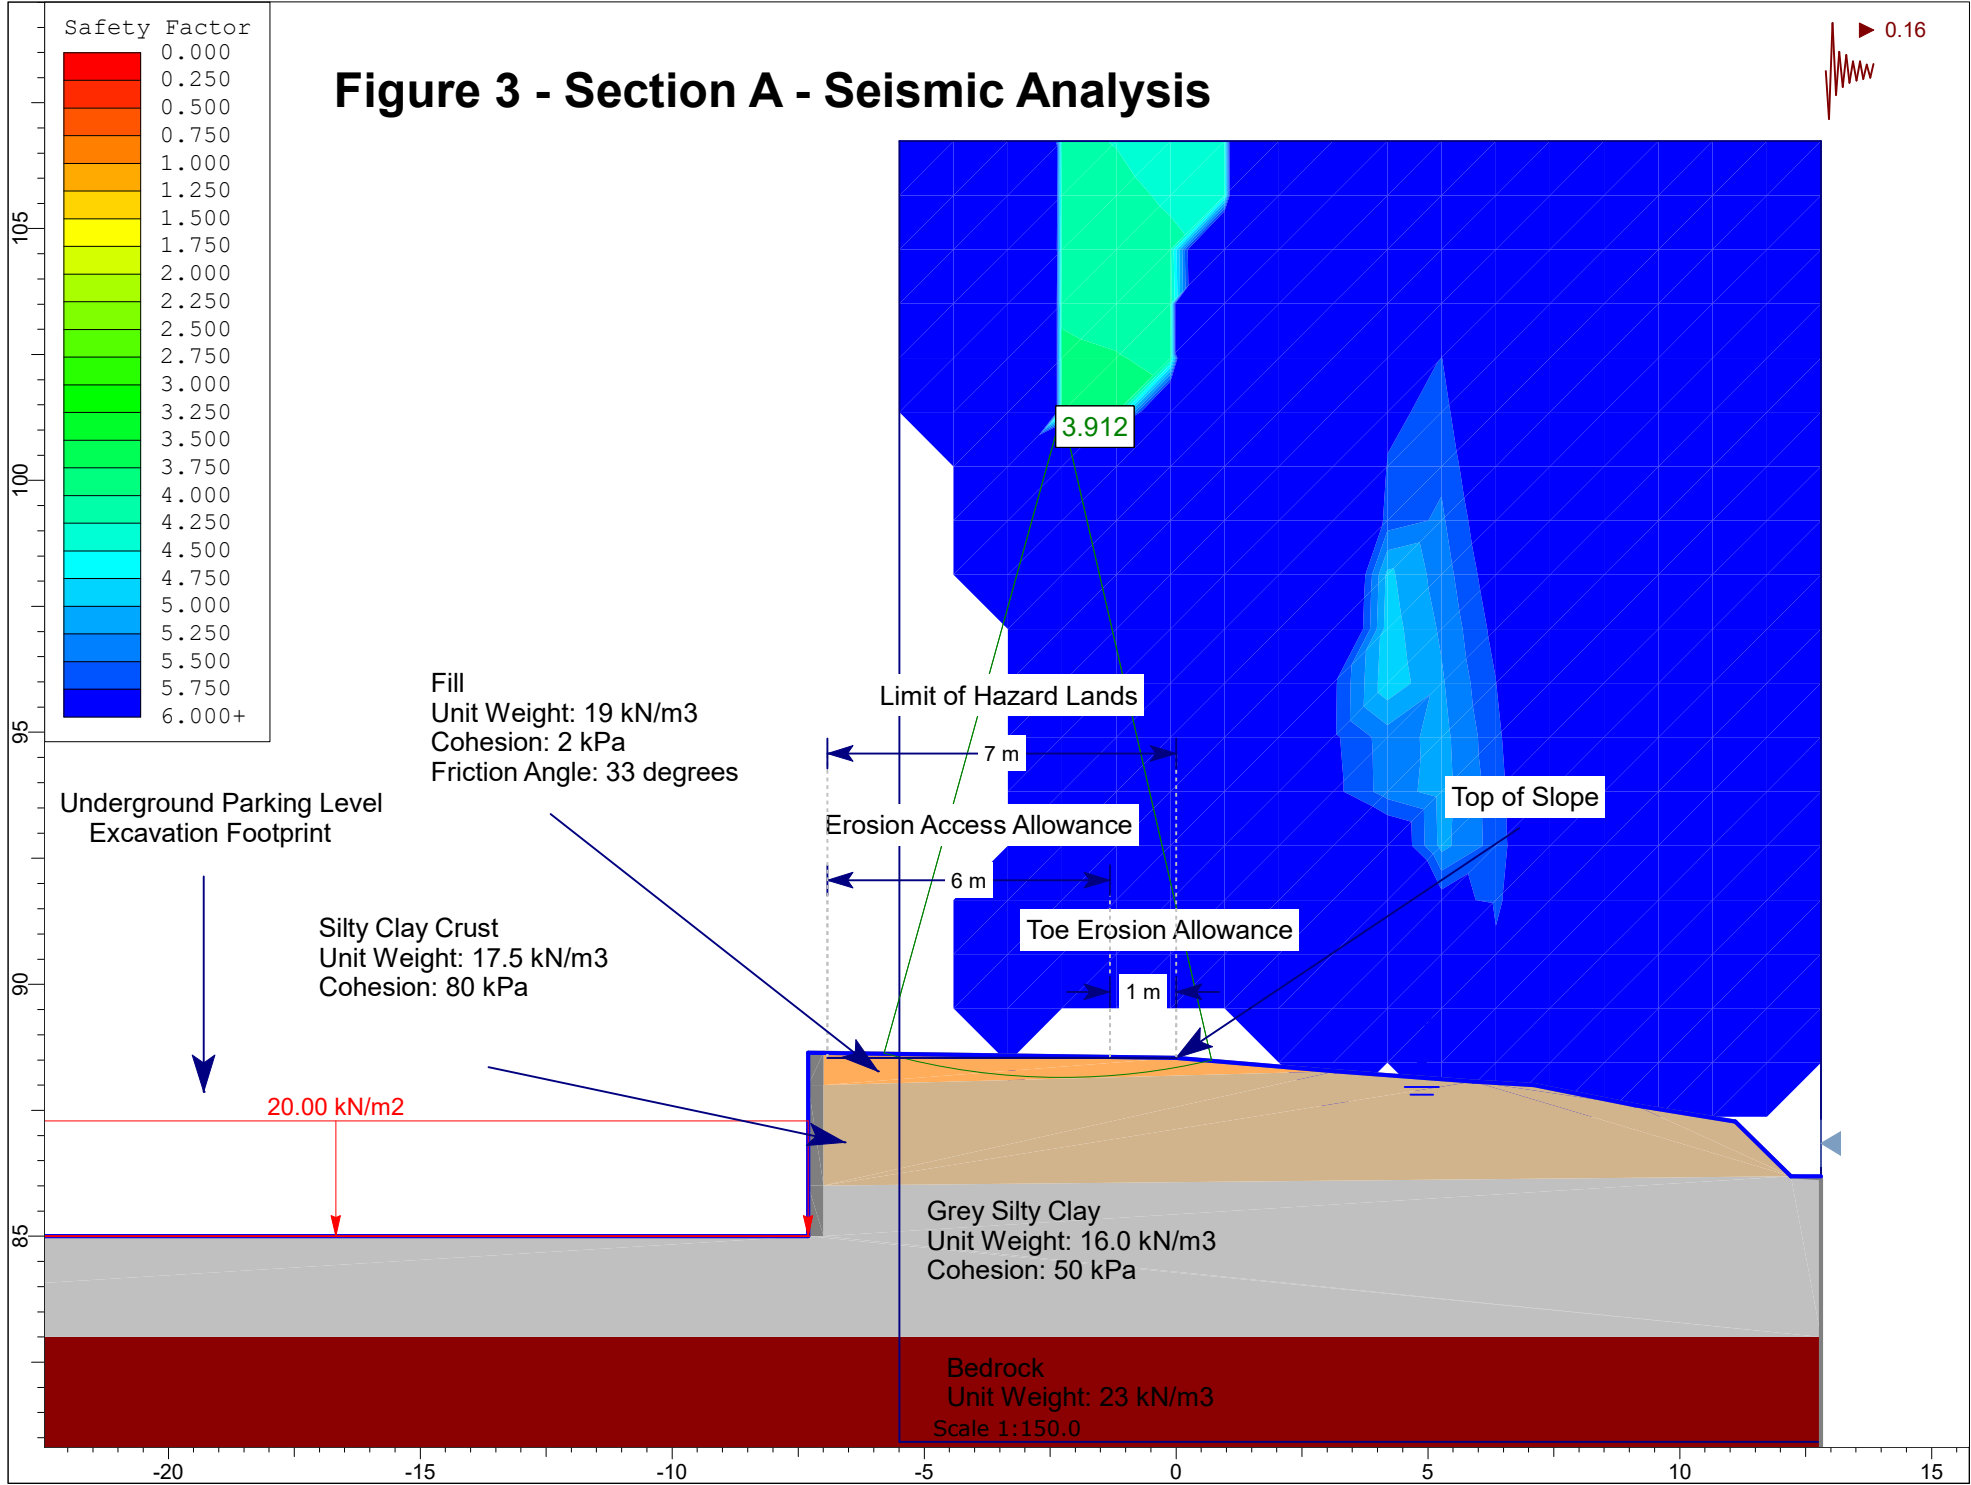 Safety Factor
0.000
0.250
0.500
0.750
1.000
1.250
1.500
1.750
2.000
2.250
2.500
2.750
3.000
3.250
3.500
3.750
4.000
4.250
4.500
4.750
5.000
5.250
5.500
5.750
6.000+
Figure 3 - Section A - Seismic Analysis
0.16
3.912
Limit of Hazard Lands
7 m
Erosion Access Allowance
6 m
Toe Erosion Allowance
1 m
Top of Slope
Fill
Unit Weight: 19 kN/m3
Cohesion: 2 kPa
Friction Angle: 33 degrees
Underground Parking Level
Excavation Footprint
Silty Clay Crust
Unit Weight: 17.5 kN/m3
Cohesion: 80 kPa
20.00 kN/m2
Grey Silty Clay
Unit Weight: 16.0 kN/m3
Cohesion: 50 kPa
Bedrock
Unit Weight: 23 kN/m3
Scale 1:150.0
105
100
95
90
85
-20
-15
-10
-5
0
5
10
15